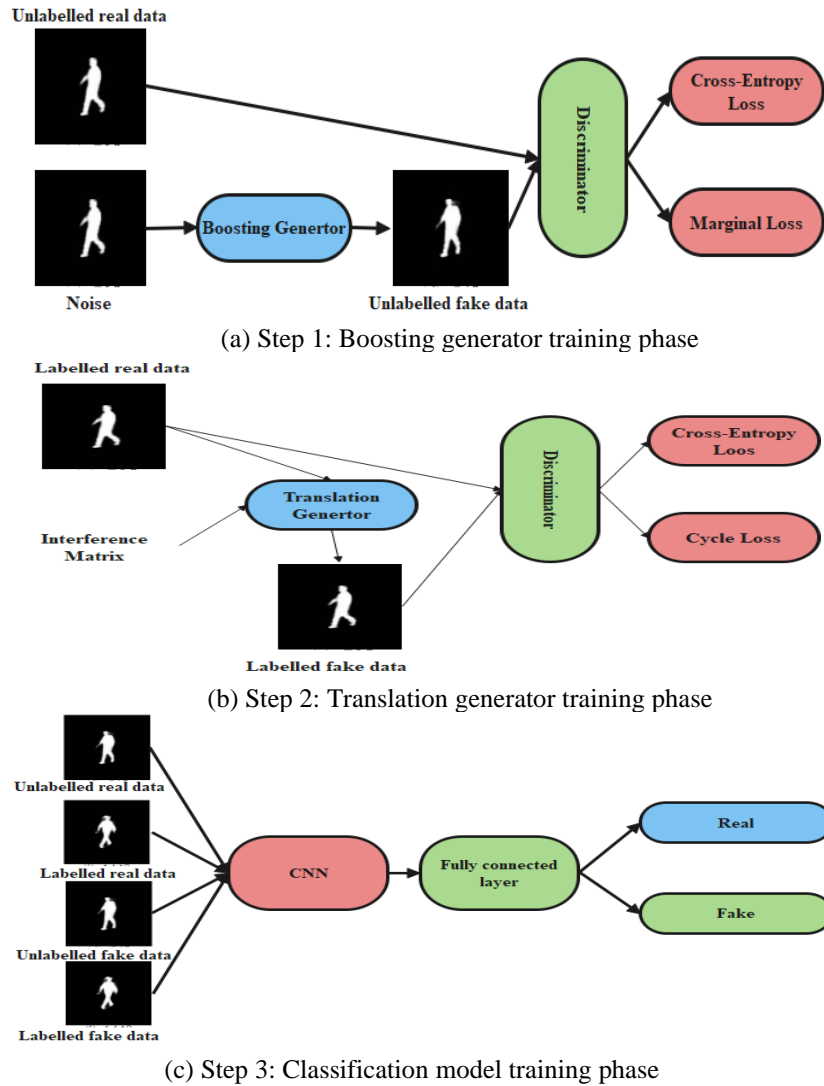 Unlabelled real data
Cross-Entropy
Loss
Discriminator
Boosting Genertor
Marginal Loss
Noise
Unlabelled fake data
(a) Step 1: Boosting generator training phase
Labelled real data
Cross-Entropy
Loos
Discriminator
Translation
Genertor
Interference
Matrix
Cycle Loss
Labelled fake data
(b) Step 2: Translation generator training phase
Unlabelled real data
Real
Labelled real data
CNN
Fully connected
layer
Unlabelled fake data
Fake
Labelled fake data
(c) Step 3: Classification model training phase